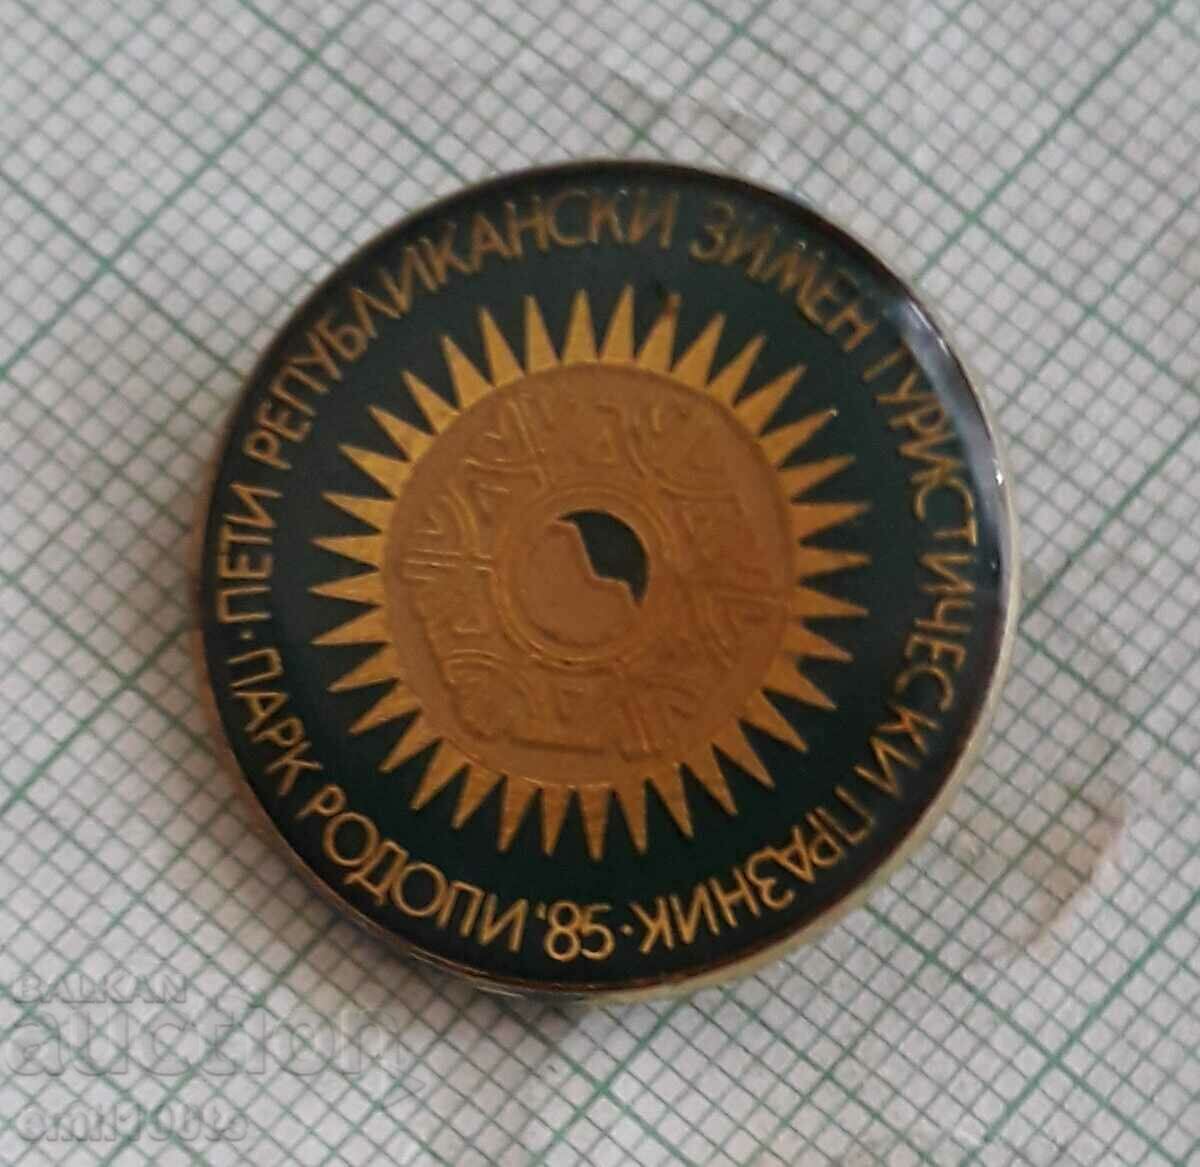 · ПЕТИ РЕПУБЛИКАНСКИ ЗИМЕН ТУРИСТИЧЕСКИ ПРАЗНИК ·
ПАРК РОДОПИ, '85
BALKAN
auction